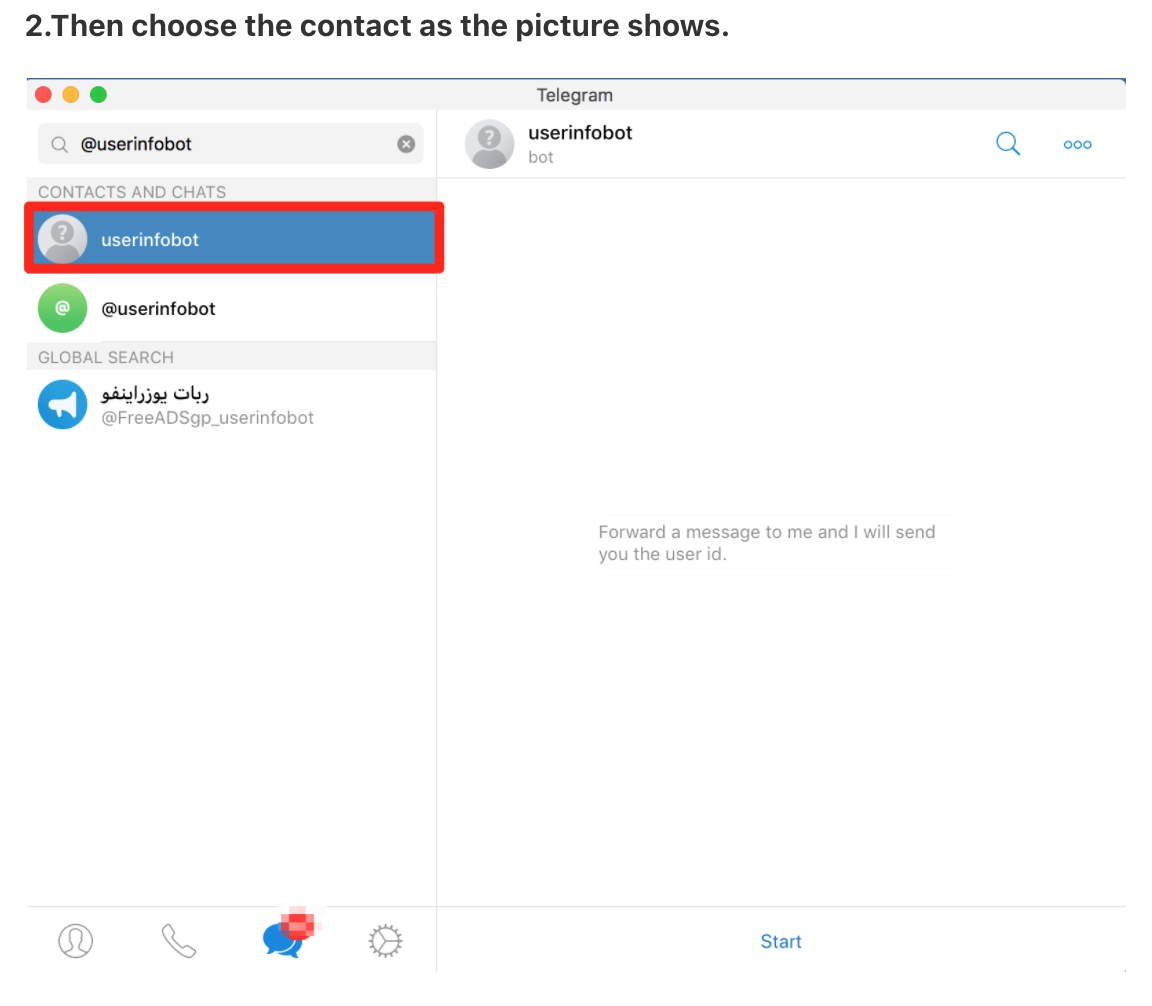 2.Then choose the contact as the picture shows.
Telegram
@userinfobot
userinfobot
bot
ooo
CONTACTS AND CHATS
userinfobot
@
@userinfobot
GLOBAL SEARCH
ربات یوزراینفو
@FreeADSgp_userinfobot
Forward a message to me and I will send
you the user id.
Start